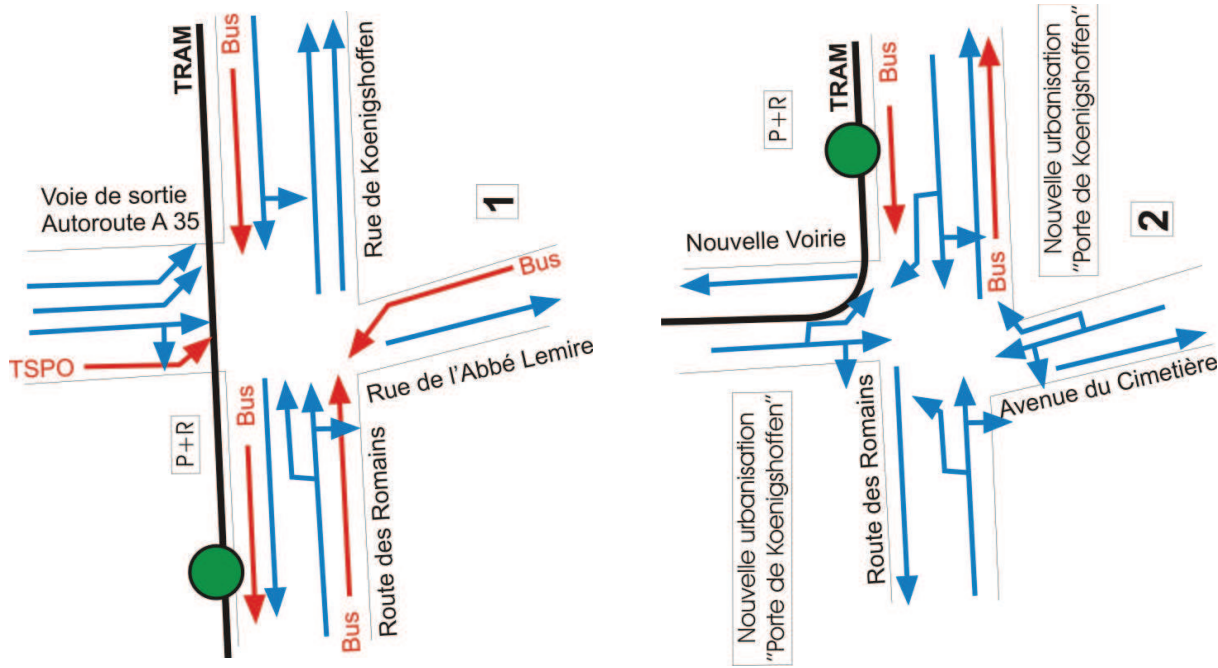 TRAM
Bus
Rue de Koenigshoffen
1
Voie de sortie
Autoroute A 35
Bus
TSPO
Rue de l'Abbé Lemire
P+R
Bus
Route des Romains
Bus
TRAM
Bus
P+R
Nouvelle urbanisation
"Porte de Koenigshoffen"
2
Nouvelle Voirie
Bus
Avenue du Cimetière
Route des Romains
Nouvelle urbanisation
"Porte de Koenigshoffen"